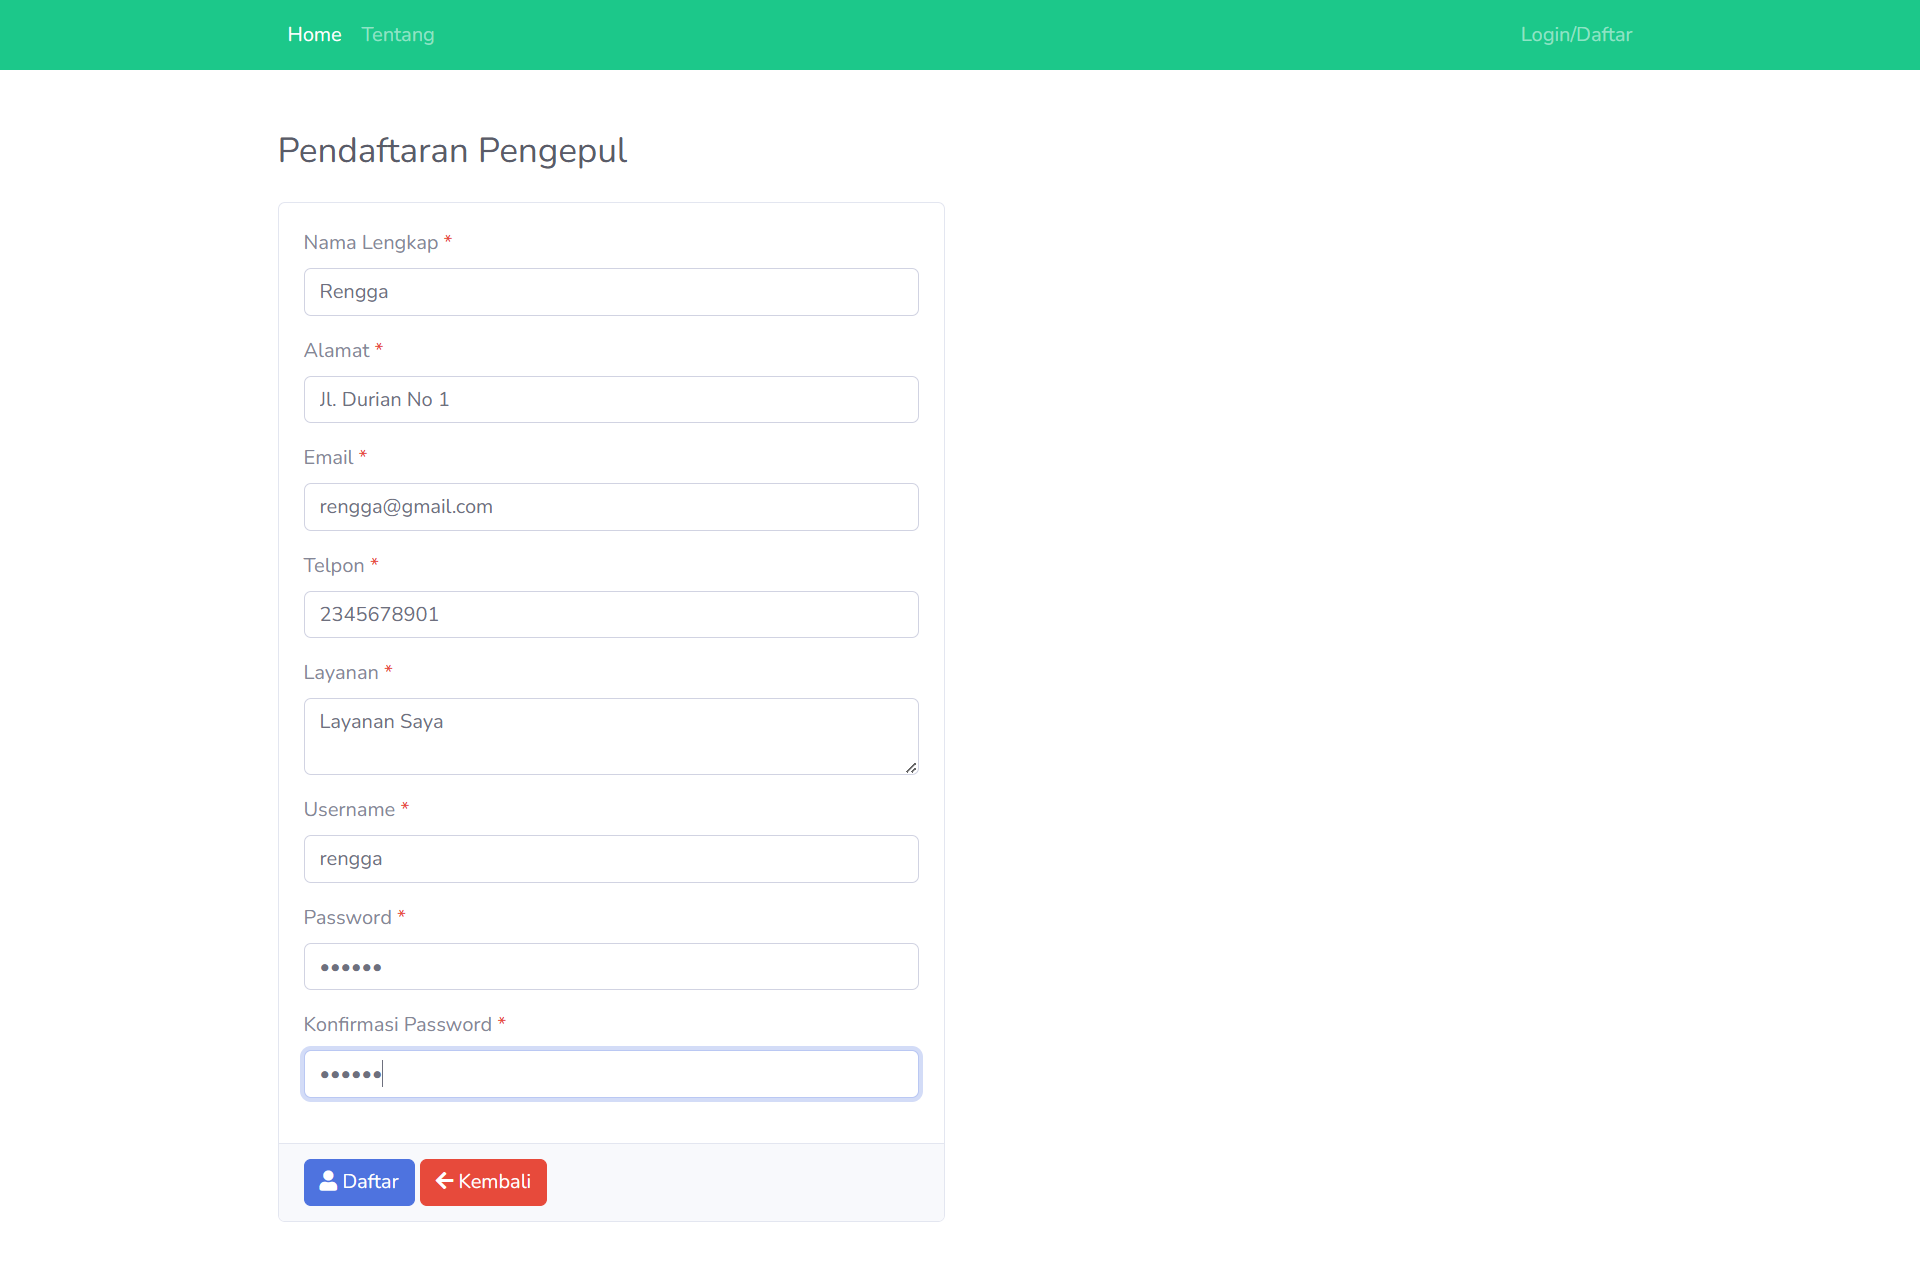 Home Tentang Login/Daftar
Pendaftaran Pengepul
Nama Lengkap *
Rengga
Alamat *
Jl. Durian No 1
Email *
rengga@gmail.com
Telpon *
2345678901
Layanan *
Layanan Saya
Username *
rengga
Password *
••••••
Konfirmasi Password *
••••••
Daftar Kembali